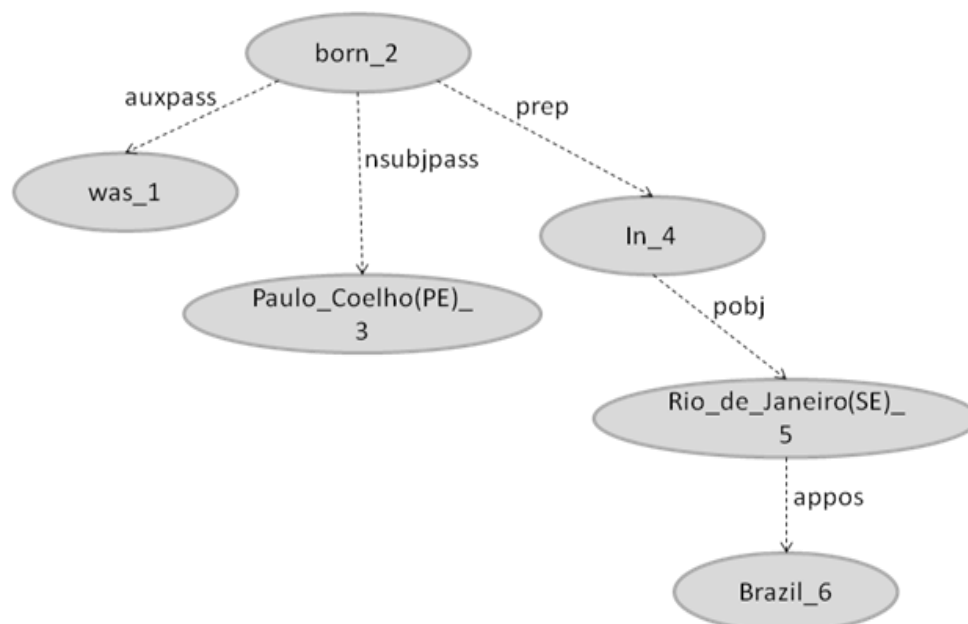 born_2
auxpass
prep
nsubjpass
was_1
In_4
Paulo_Coelho(PE)_
3
pobj
Rio_de_Janeiro(SE)_
5
appos
Brazil_6